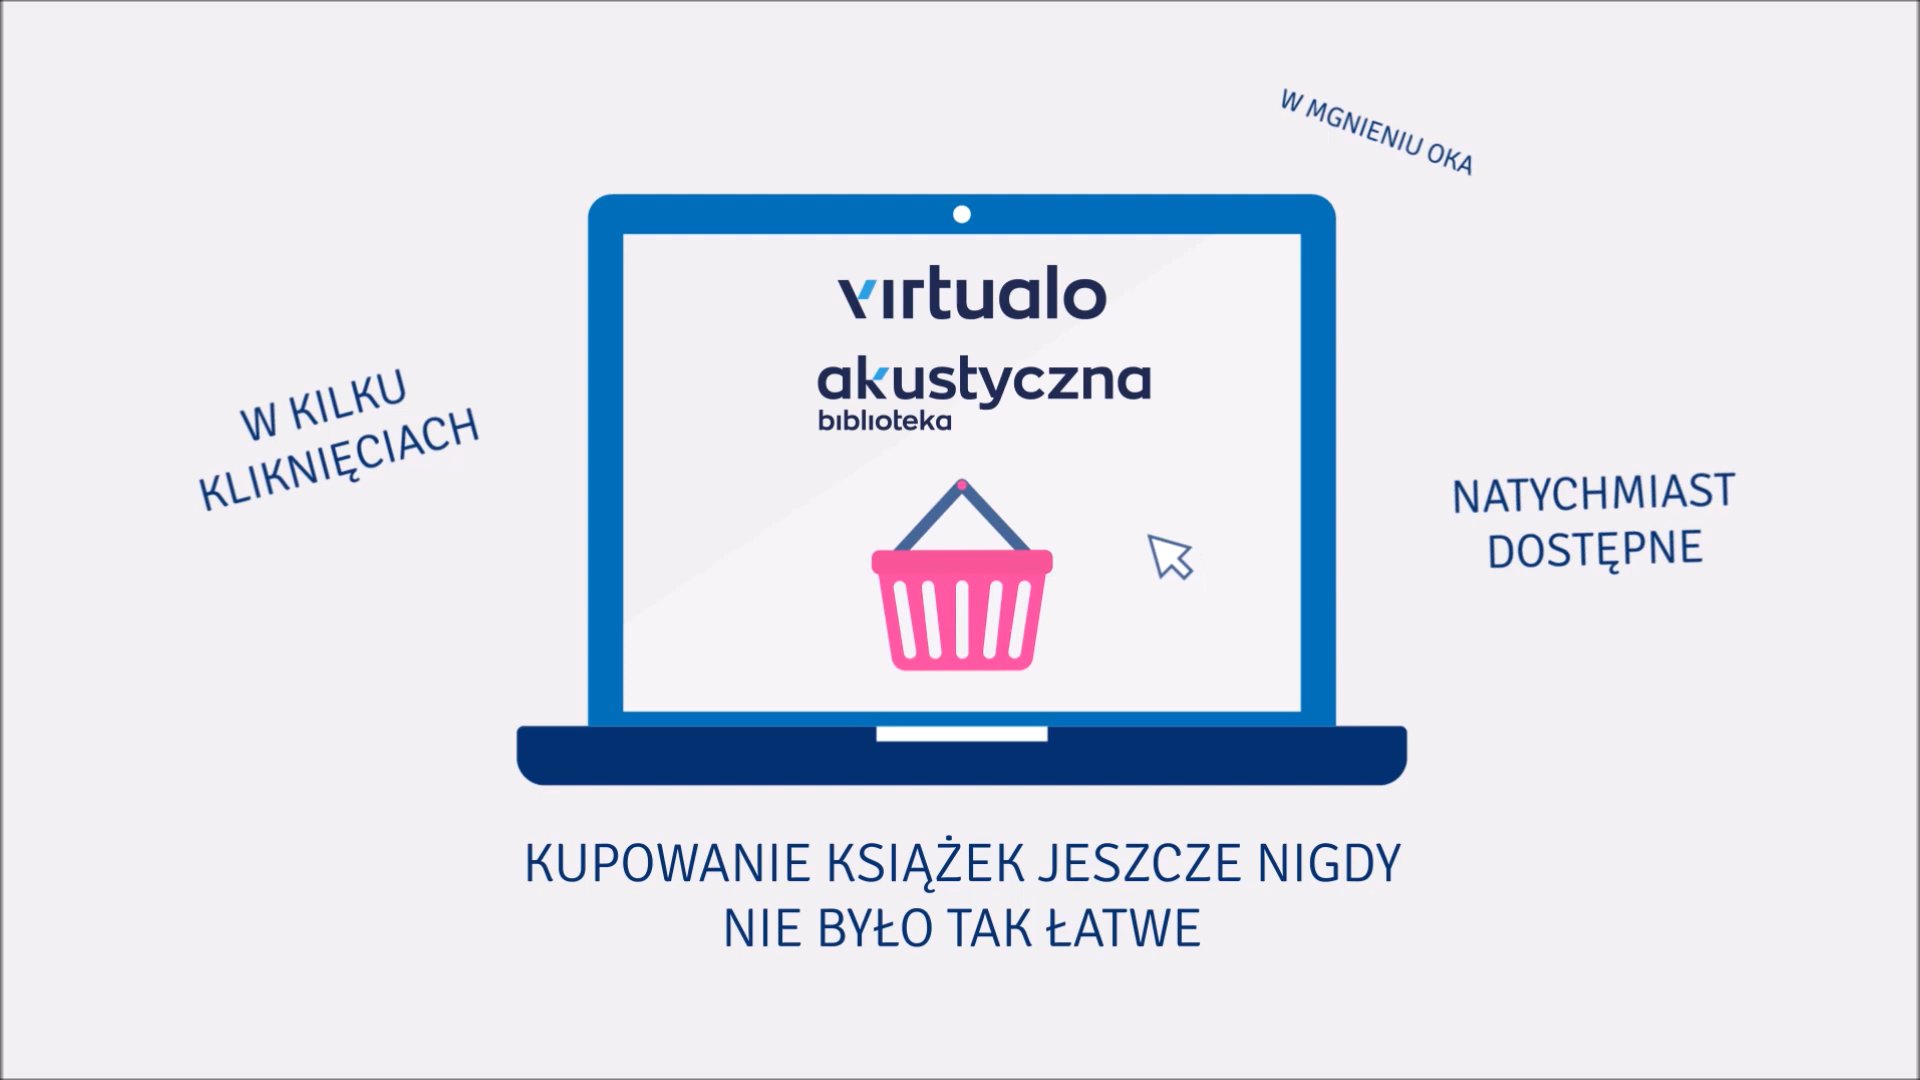 W MGNIENIU OKA
virtualo
akustyczna
biblioteka
W KILKU
KLIKNIĘCIACH
NATYCHMIAST
DOSTĘPNE
KUPOWANIE KSIĄŻEK JESZCZE NIGDY
NIE BYŁO TAK ŁATWE